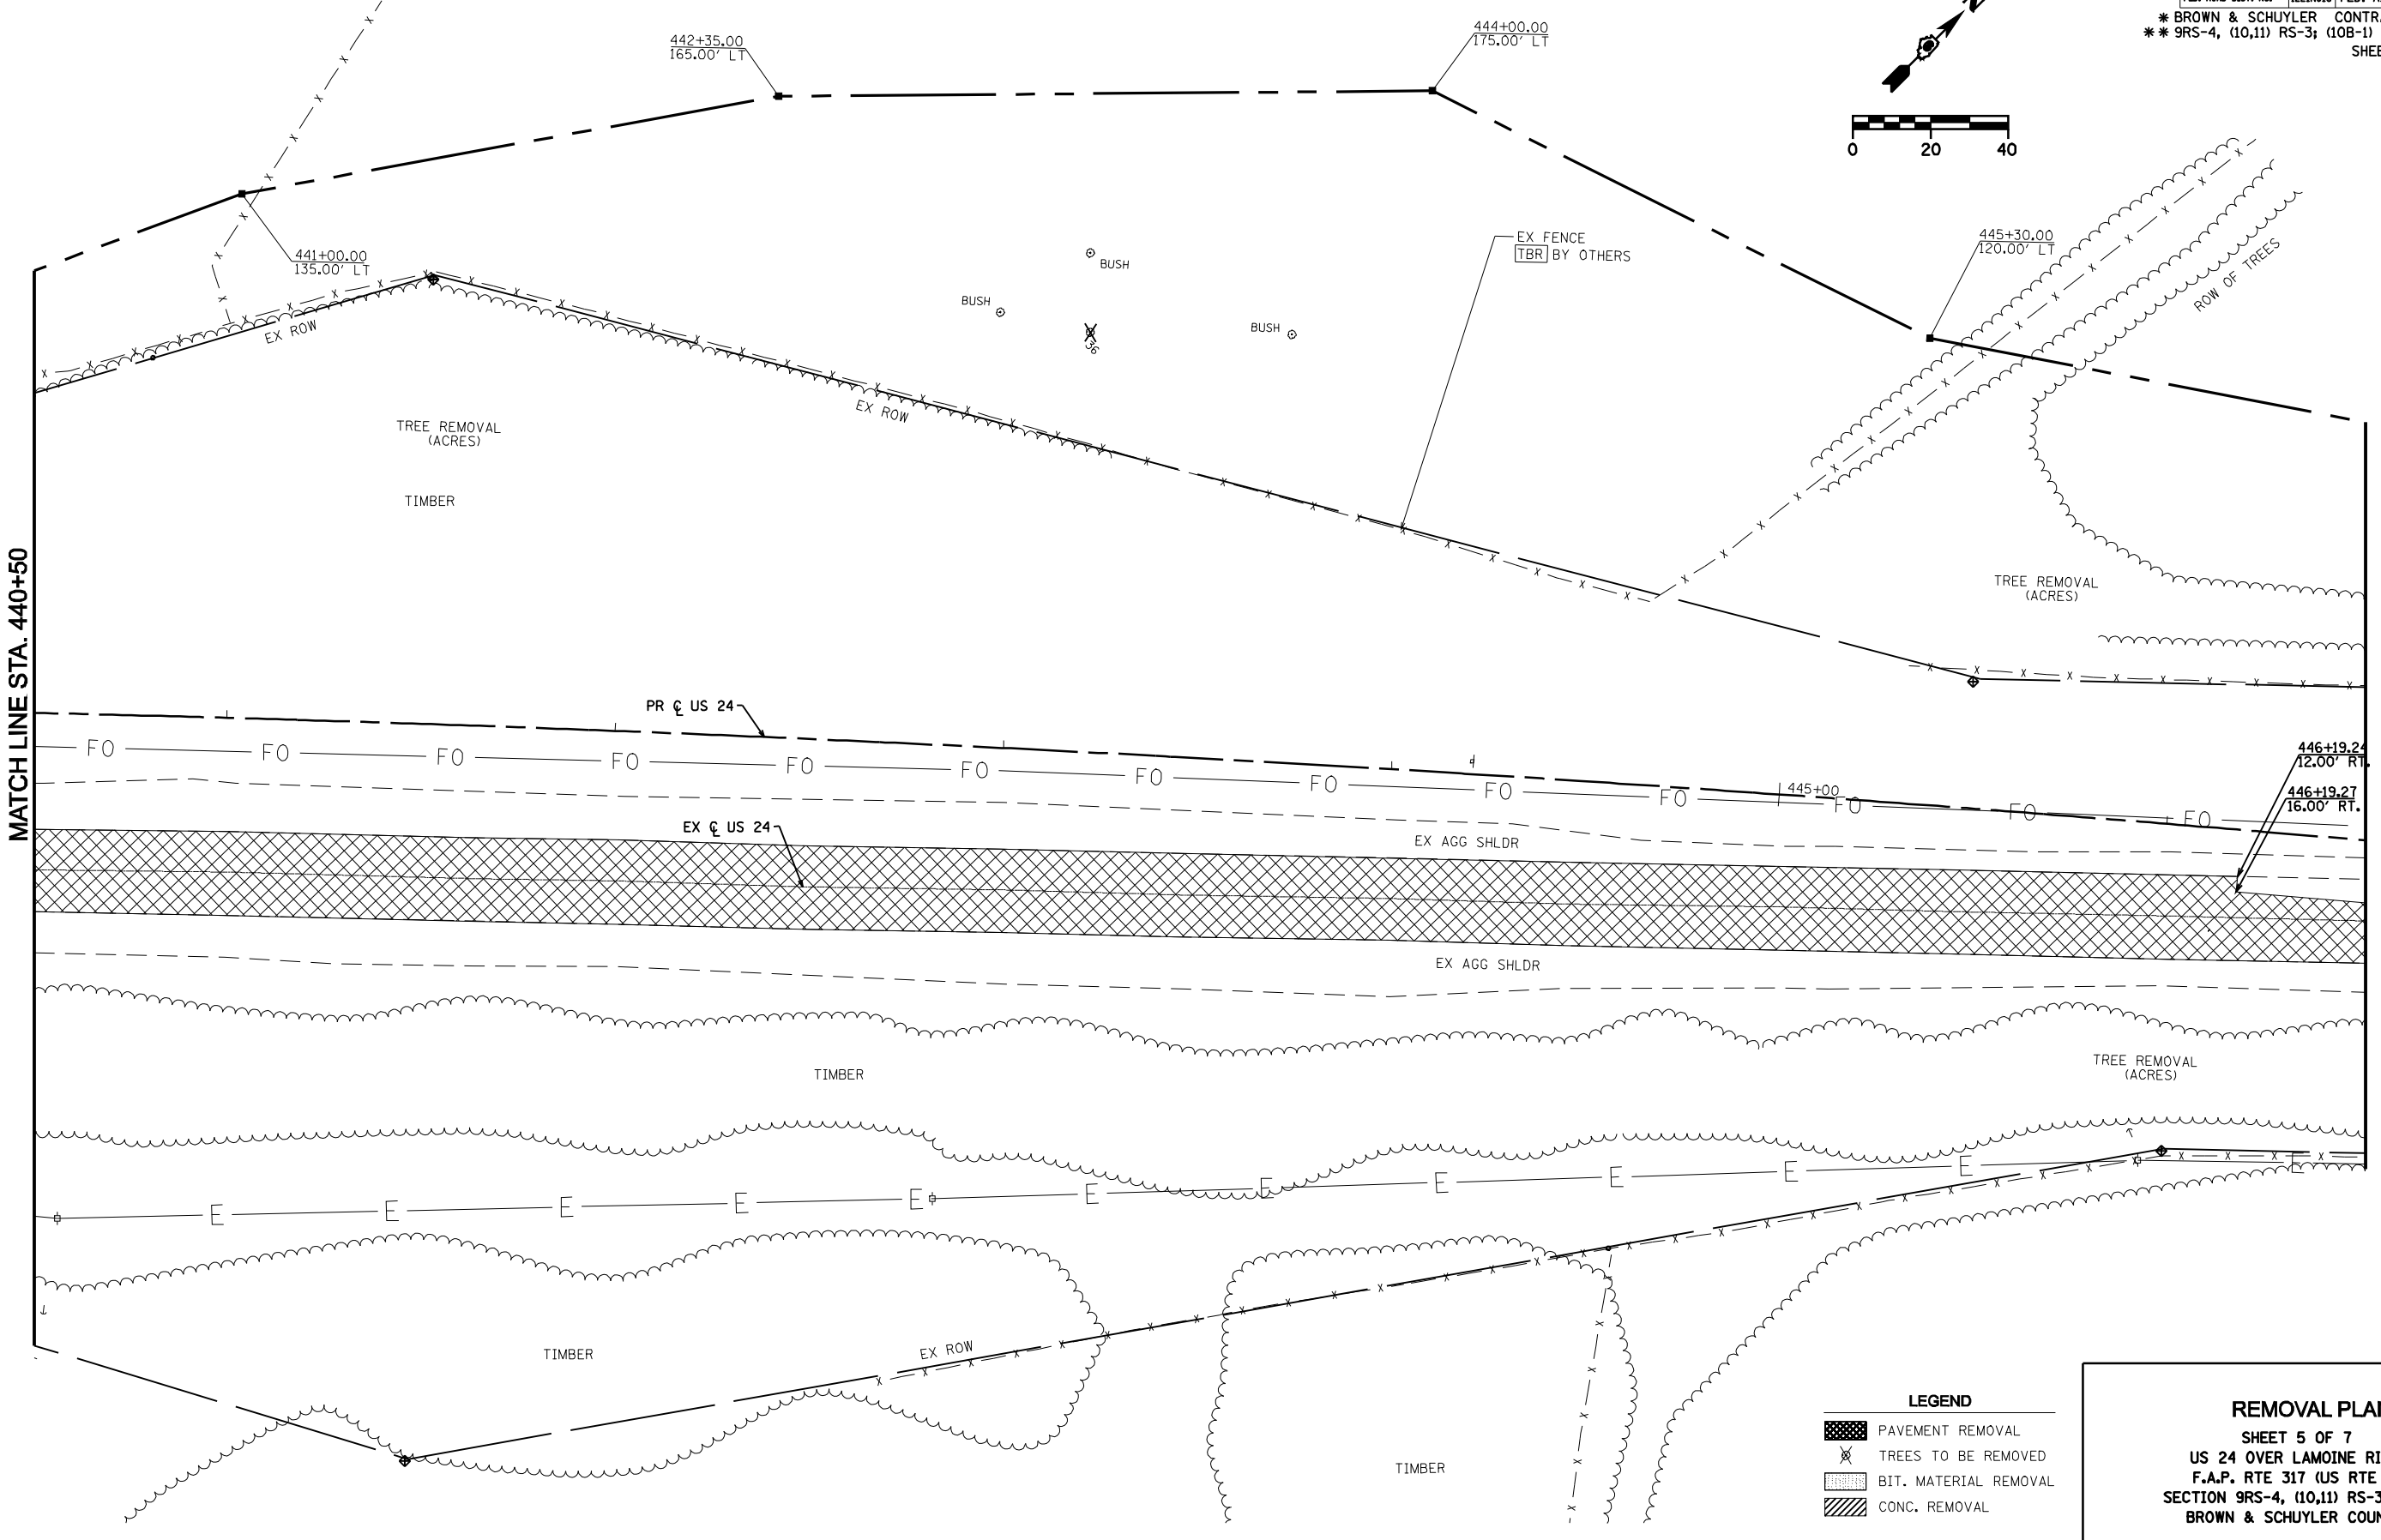 * BROWN & SCHUYLER
** 9RS-4, (10,11) RS-3; (10B-1)
N
442+35.00
165.00' LT
444+00.00
175.00' LT
0 20 40
441+00.00
135.00' LT
445+30.00
120.00' LT
EX FENCE
TBR BY OTHERS
BUSH
BUSH
BUSH
36
ROW OF TREES
EX ROW
EX ROW
TREE REMOVAL
(ACRES)
TIMBER
TREE REMOVAL
(ACRES)
MATCH LINE STA. 440+50
PR ℄ US 24
FO FO FO FO FO FO FO FO FO FO FO FO FO
445+00
446+19.24
12.00' RT.
446+19.27
16.00' RT.
EX ℄ US 24
EX AGG SHLDR
EX AGG SHLDR
TIMBER
TREE REMOVAL
(ACRES)
E E E E E E E E E E E E E
TIMBER
EX ROW
TIMBER
LEGEND
PAVEMENT REMOVAL
TREES TO BE REMOVED
BIT. MATERIAL REMOVAL
CONC. REMOVAL
REMOVAL
SHEET 5 OF 7
US 24 OVER LAMOINE
F.A.P. RTE 317 (US RTE
SECTION 9RS-4, (10,11)
BROWN & SCHUYLER